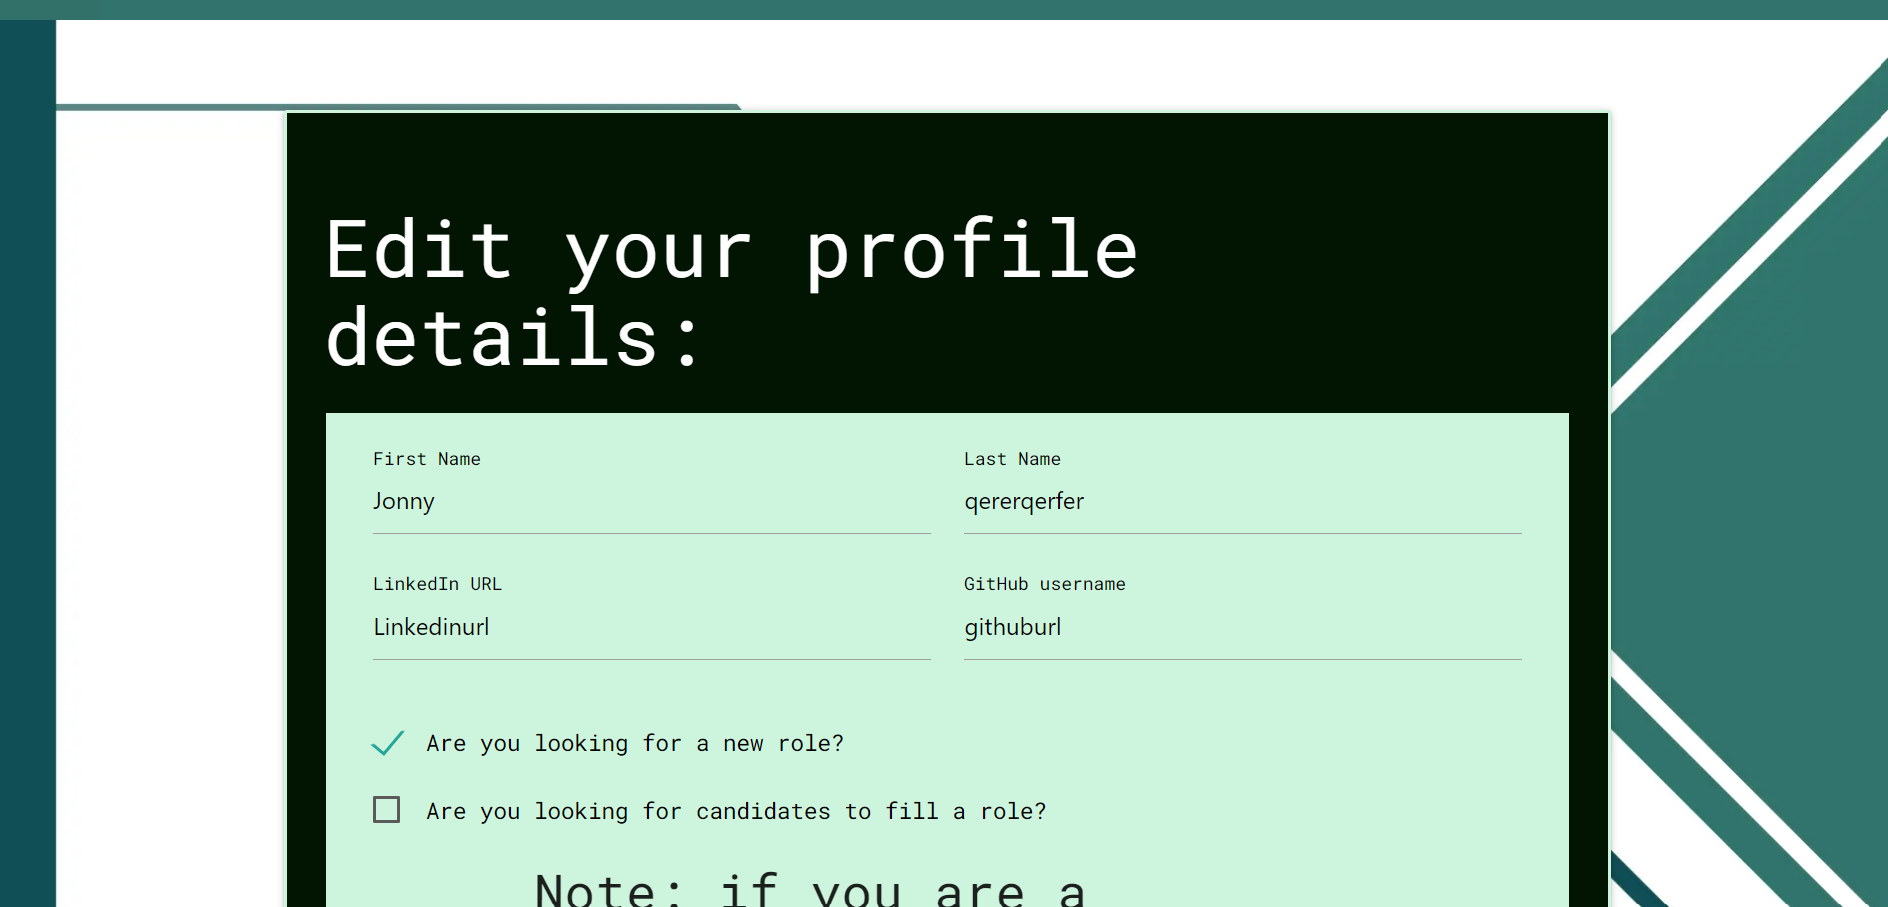 Edit your profile
details:
First Name
Last Name
Jonny
qererqerfer
LinkedIn URL
GitHub username
Linkedinurl
githuburl
Are you looking for a new role?
Are you looking for candidates to fill a role?
Note: if you are a